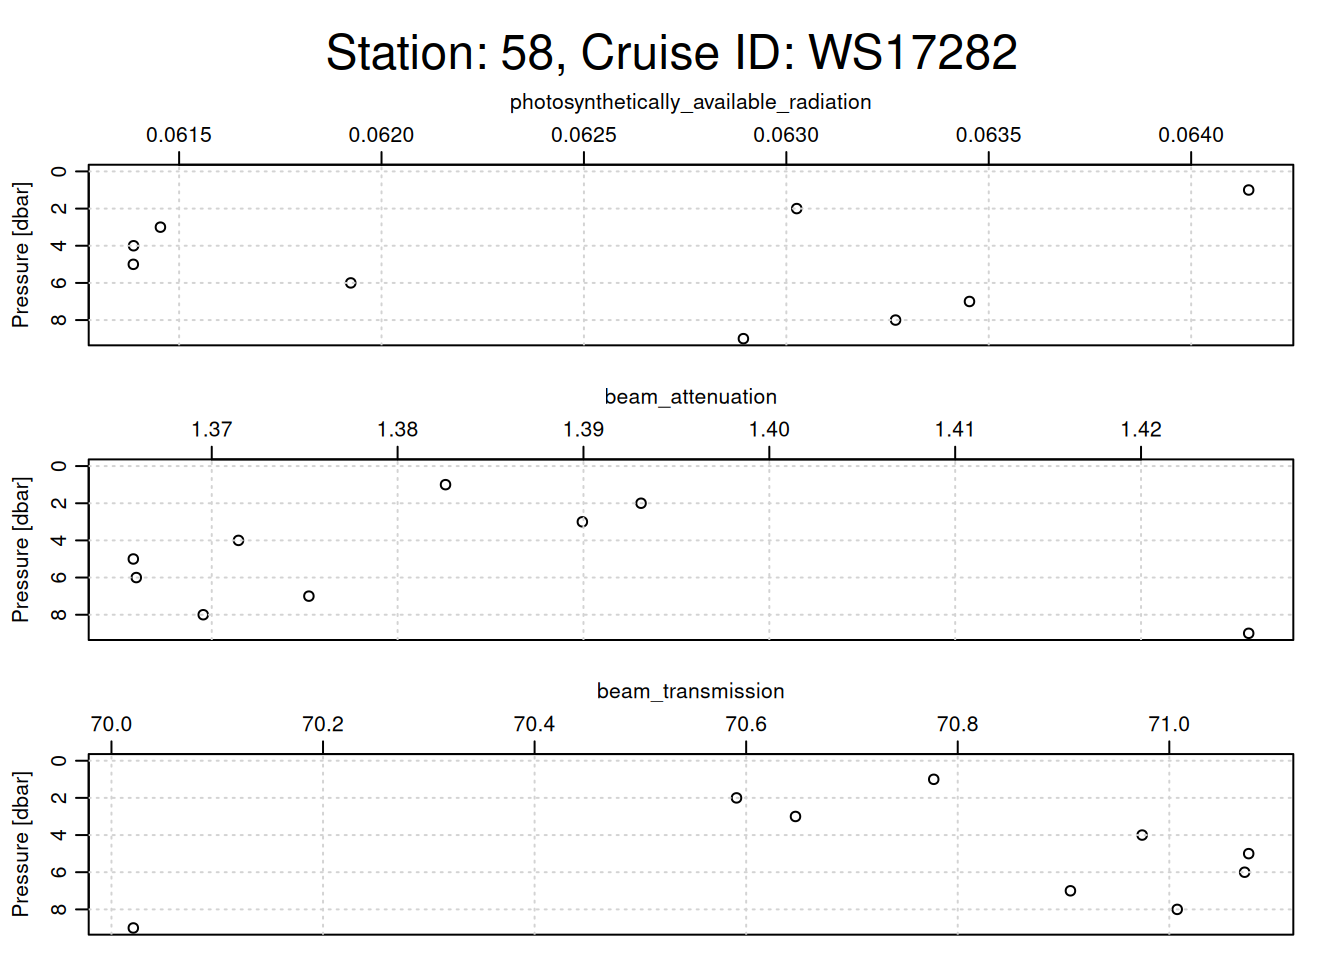 Station: 58, Cruise ID: WS17282
photosynthetically_available_radiation
0.0615 0.0620 0.0625 0.0630 0.0635 0.0640
Pressure [dbar]
0
2
4
6
8
beam_attenuation
1.37 1.38 1.39 1.40 1.41 1.42
Pressure [dbar]
0
2
4
6
8
beam_transmission
70.0 70.2 70.4 70.6 70.8 71.0
Pressure [dbar]
0
2
4
6
8